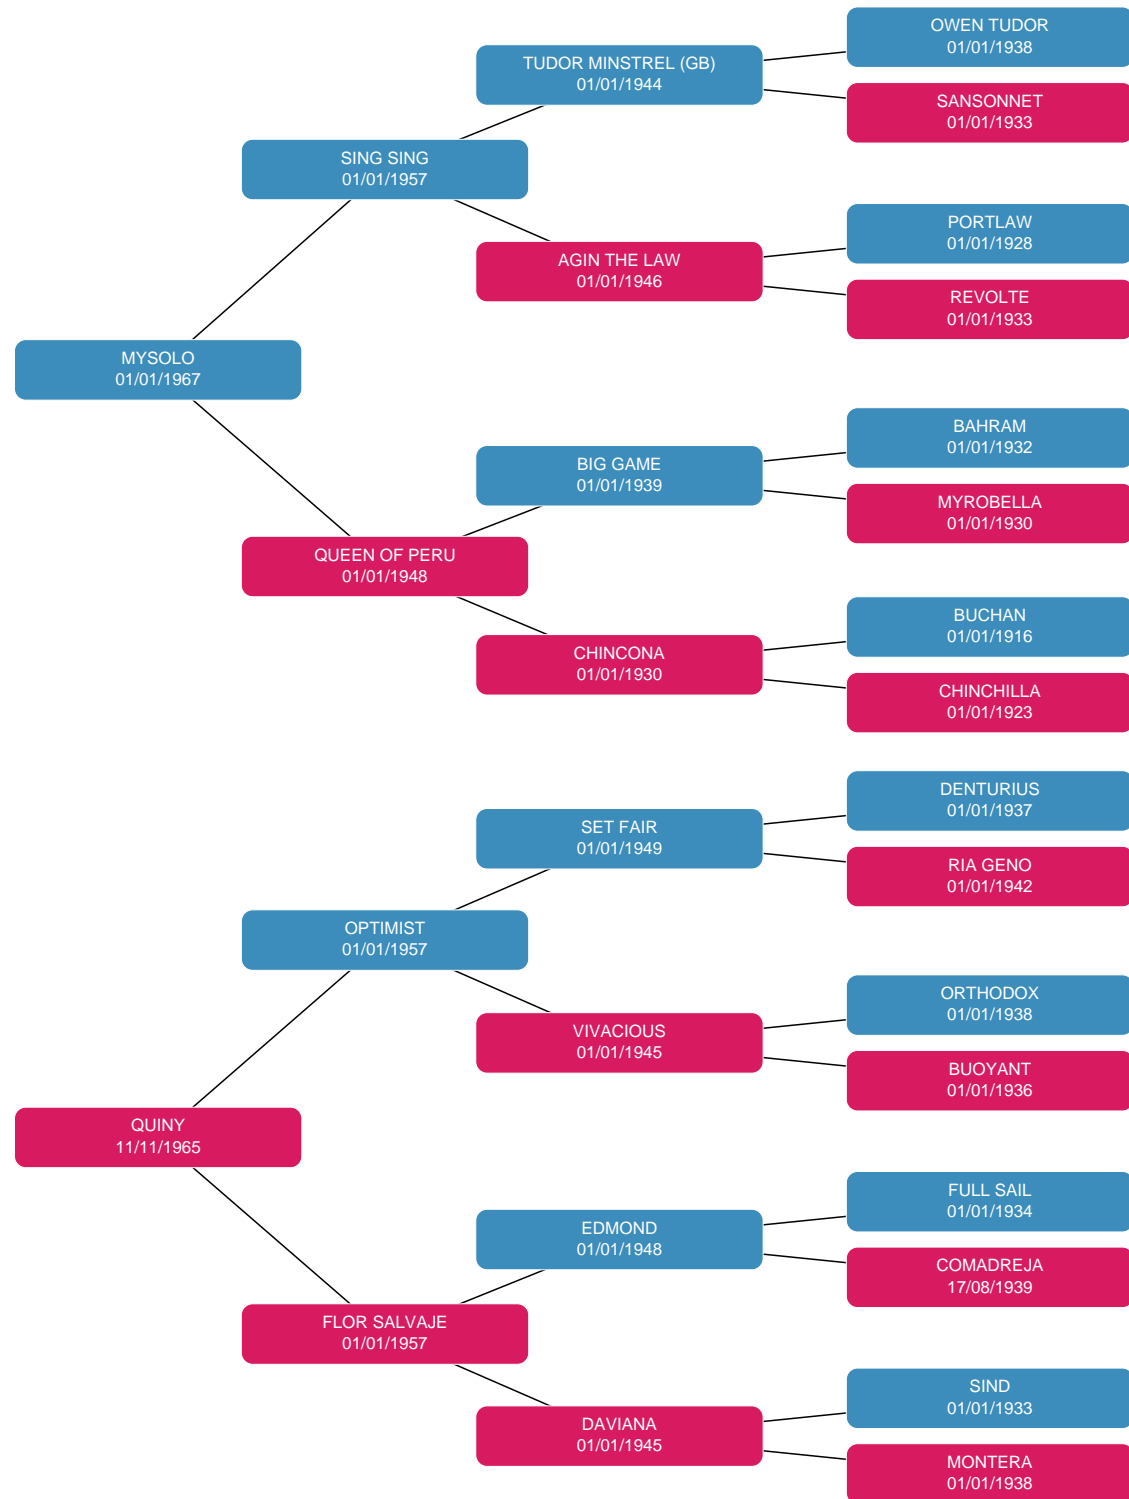 OWEN TUDOR
01/01/1938
TUDOR MINSTREL (GB)
01/01/1944
SANSONNET
01/01/1933
SING SING
01/01/1957
PORTLAW
01/01/1928
AGIN THE LAW
01/01/1946
REVOLTE
01/01/1933
MYSOLO
01/01/1967
BAHRAM
01/01/1932
BIG GAME
01/01/1939
MYROBELLA
01/01/1930
QUEEN OF PERU
01/01/1948
BUCHAN
01/01/1916
CHINCONA
01/01/1930
CHINCHILLA
01/01/1923
DENTURIUS
01/01/1937
SET FAIR
01/01/1949
RIA GENO
01/01/1942
OPTIMIST
01/01/1957
ORTHODOX
01/01/1938
VIVACIOUS
01/01/1945
BUOYANT
01/01/1936
QUINY
11/11/1965
FULL SAIL
01/01/1934
EDMOND
01/01/1948
COMADREJA
17/08/1939
FLOR SALVAJE
01/01/1957
SIND
01/01/1933
DAVIANA
01/01/1945
MONTERA
01/01/1938